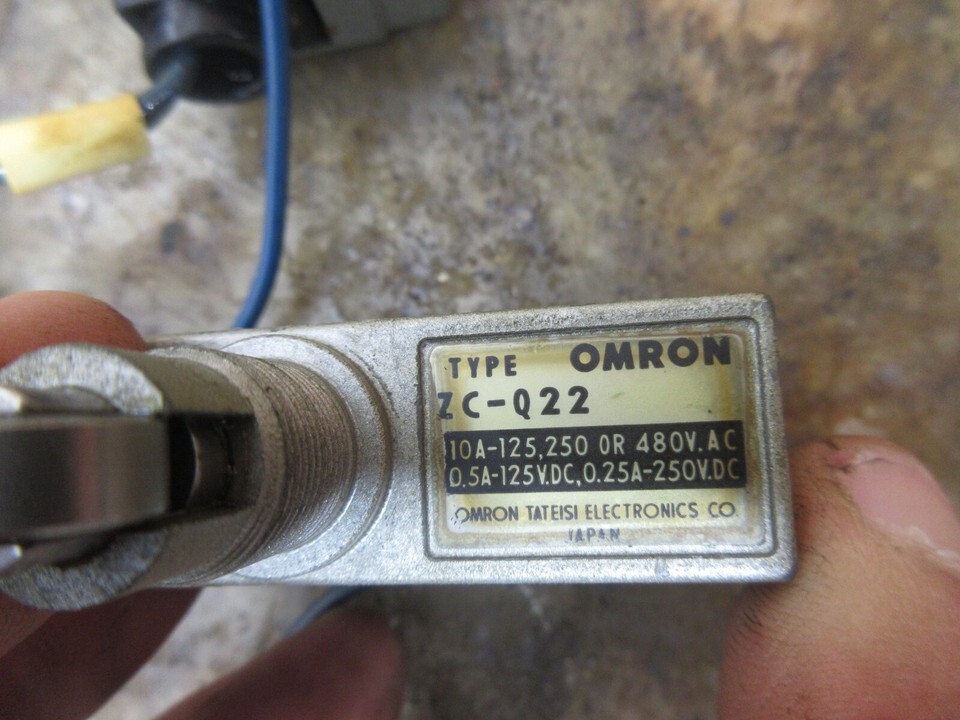 TYPE OMRON
ZC-Q22
10A-125,250 OR 480V.AC
0.5A-125V.DC,0.25A-250V.DC
OMRON TATEISI ELECTRONICS CO.
JAPAN